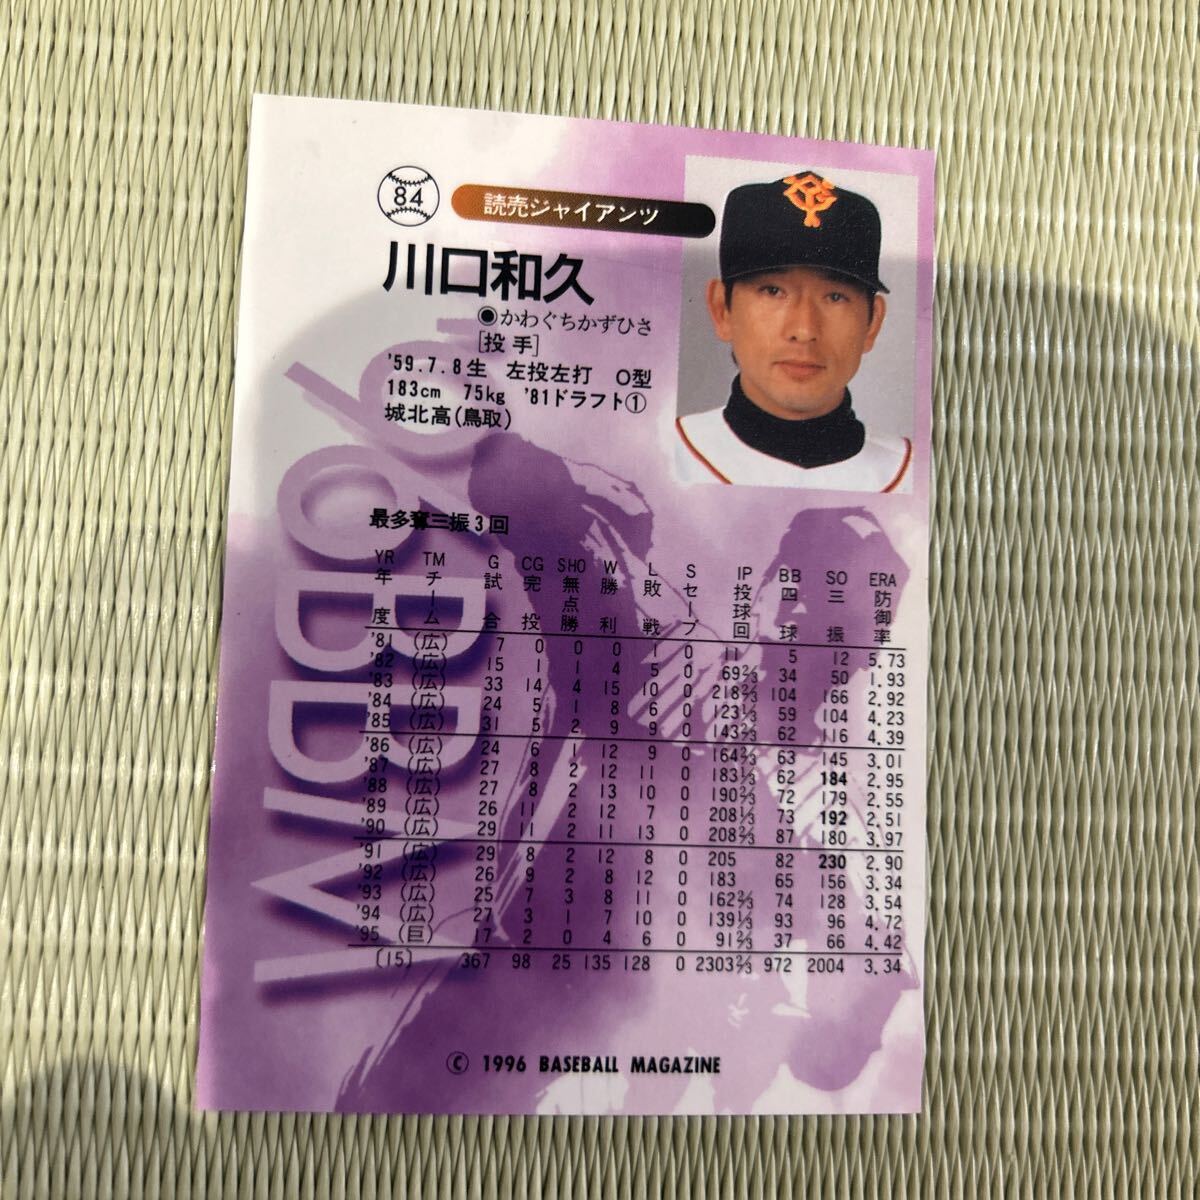 84
読売ジャイアンツ
川口和久
◉かわぐちかずひさ
[投手]
'59.7.8生 左投左打 O型
183cm 75kg '81ドラフト①
城北高(鳥取)
'96BBM
最多奪三振3回
YR TM G CG SHO W L S IP BB SO ERA
年度 チーム 試合 完投 無点勝 勝利 敗戦 セーブ 投球回 四球 三振 防御率
'81 (広) 7 0 0 0 1 0 11 5 12 5.73
'82 (広) 15 1 1 4 5 0 69⅔ 34 50 1.93
'83 (広) 33 14 4 15 10 0 218⅔ 104 166 2.92
'84 (広) 24 5 1 8 6 0 123⅓ 59 104 4.23
'85 (広) 31 5 2 9 9 0 143⅔ 62 116 4.39
'86 (広) 24 6 1 12 9 0 164⅔ 63 145 3.01
'87 (広) 27 8 2 12 11 0 183⅓ 62 184 2.95
'88 (広) 27 8 2 13 10 0 190⅔ 72 179 2.55
'89 (広) 26 11 2 12 7 0 208⅓ 73 192 2.51
'90 (広) 29 11 2 11 13 0 208⅔ 87 180 3.97
'91 (広) 29 8 2 12 8 0 205 82 230 2.90
'92 (広) 26 9 2 8 12 0 183 65 156 3.34
'93 (広) 25 7 3 8 11 0 162⅔ 74 128 3.54
'94 (広) 27 3 1 7 10 0 139⅓ 93 96 4.72
'95 (巨) 17 2 0 4 6 0 91⅔ 37 66 4.42
(15) 367 98 25 135 128 0 2303⅔ 972 2004 3.34
© 1996 BASEBALL MAGAZINE